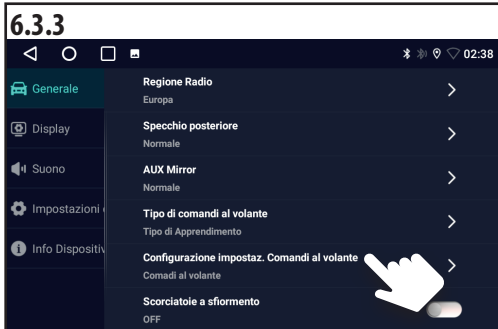 6.3.3
02:38
Generale
Display
Suono
Impostazioni
Info Dispositiv
Regione Radio
Europa
Specchio posteriore
Normale
AUX Mirror
Normale
Tipo di comandi al volante
Tipo di Apprendimento
Configurazione impostaz. Comandi al volante
Comadi al volante
Scorciatoie a sfiormento
OFF